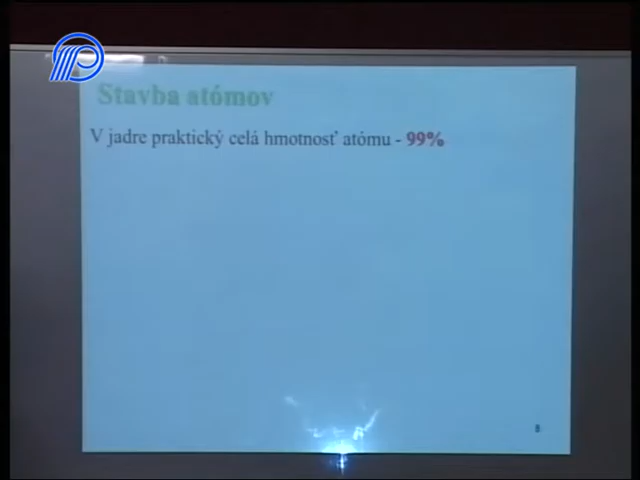 Stavba atómov
V jadre praktický celá hmotnosť atómu - 99%
8